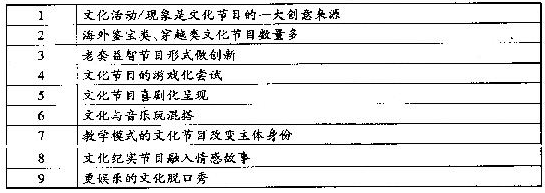 1 文化活动/现象是文化节目的一大创意来源
2 海外鉴宝类、穿越类文化节目数量多
3 老套益智节目形式做创新
4 文化节目的游戏化尝试
5 文化节目喜剧化呈现
6 文化与音乐玩混搭
7 教学模式的文化节目改变主体身份
8 文化纪实节目融入情感故事
9 更娱乐的文化脱口秀